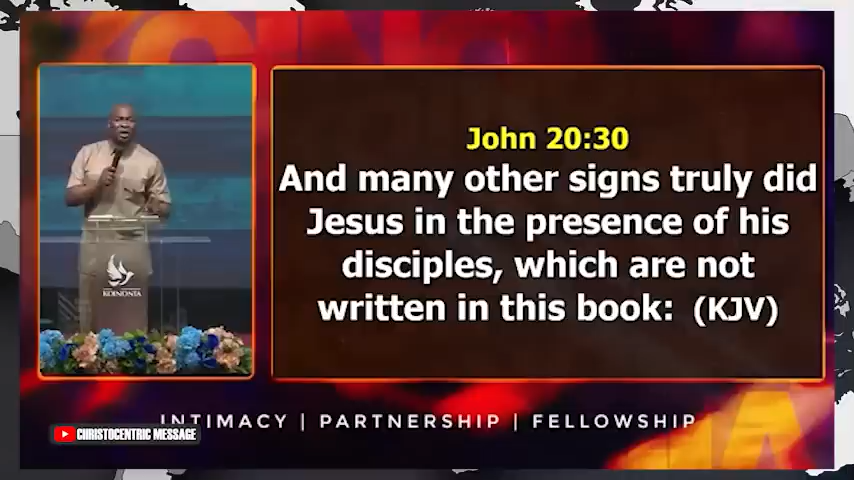 John 20:30
And many other signs truly did
Jesus in the presence of his
disciples, which are not
written in this book: (KJV)
KOINONIA
INTIMACY | PARTNERSHIP | FELLOWSHIP
CHRISTOCENTRIC MESSAGE